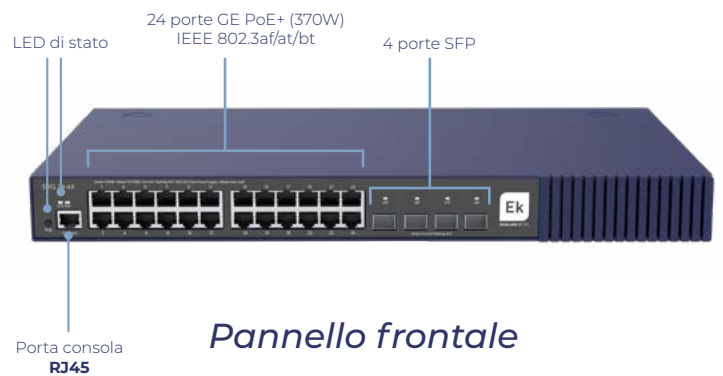 24 porte GE PoE+ (370W)
IEEE 802.3af/at/bt
LED di stato
4 porte SFP
Ek
PoE
Pannello frontale
Porta consola
RJ45